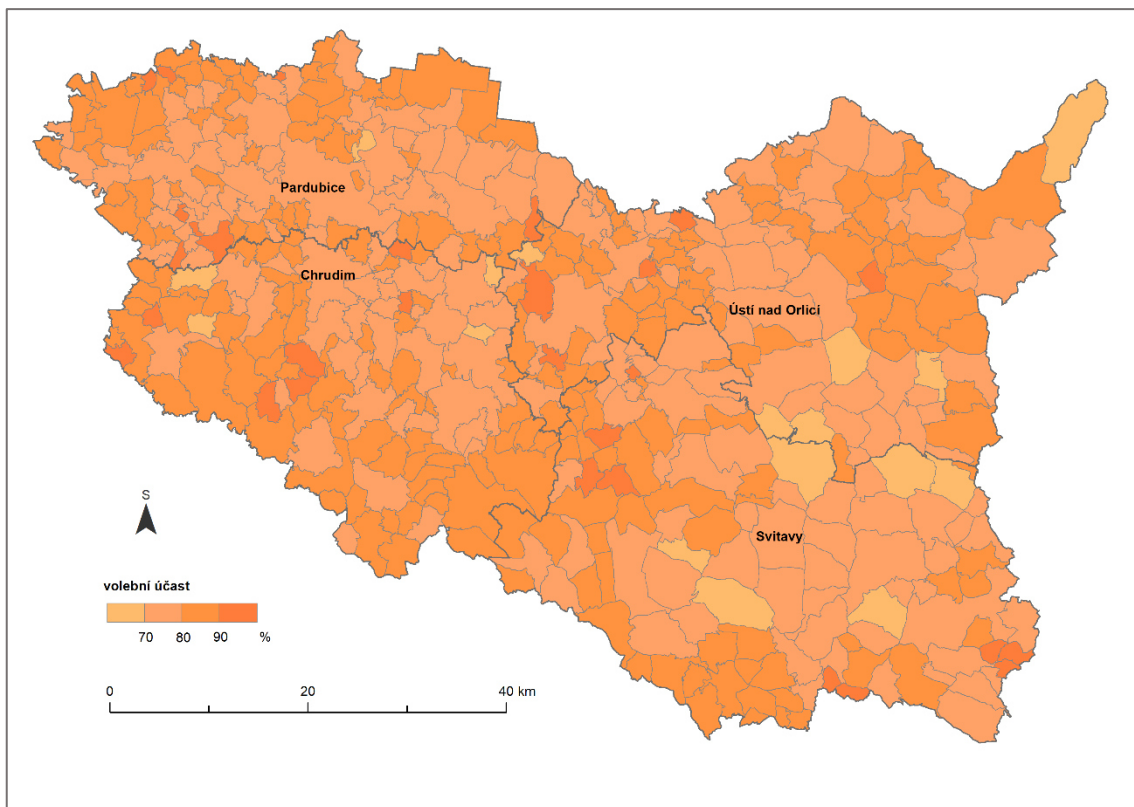 Pardubice
Chrudim
Ústí nad Orlicí
Svitavy
S
volební účast
70 80 90 %
0 20 40 km